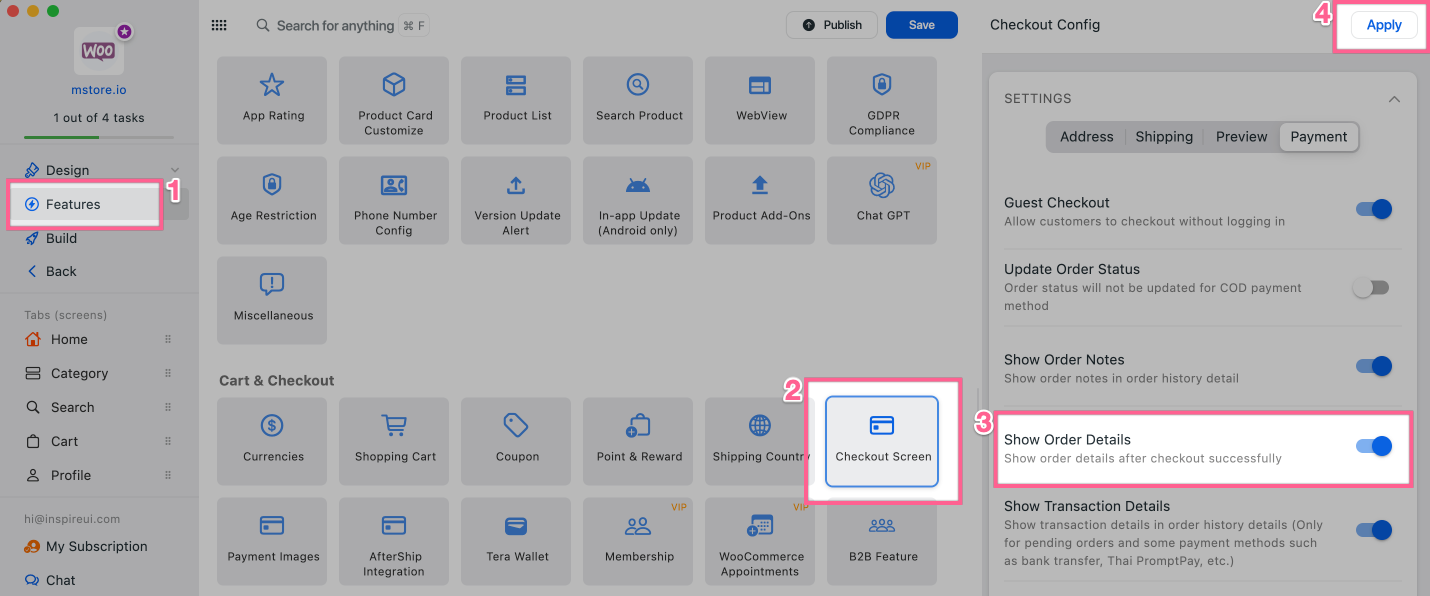 WOO
mstore.io
1 out of 4 tasks
Design
Features
1
Build
Back
Tabs (screens)
Home
Category
Search
Cart
Profile
hi@inspireui.com
My Subscription
Chat
Search for anything ⌘ F
Publish
Save
App Rating
Product Card
Customize
Product List
Search Product
WebView
GDPR
Compliance
Age Restriction
Phone Number
Config
Version Update
Alert
In-app Update
(Android only)
Product Add-Ons
VIP
Chat GPT
Miscellaneous
Cart & Checkout
Currencies
Shopping Cart
Coupon
Point & Reward
Shipping Country
2
Checkout Screen
Payment Images
AfterShip
Integration
Tera Wallet
VIP
Membership
VIP
WooCommerce
Appointments
B2B Feature
Checkout Config
4
Apply
SETTINGS
Address
Shipping
Preview
Payment
Guest Checkout
Allow customers to checkout without logging in
Update Order Status
Order status will not be updated for COD payment
method
Show Order Notes
Show order notes in order history detail
3
Show Order Details
Show order details after checkout successfully
Show Transaction Details
Show transaction details in order history details (Only
for pending orders and some payment methods such
as bank transfer, Thai PromptPay, etc.)